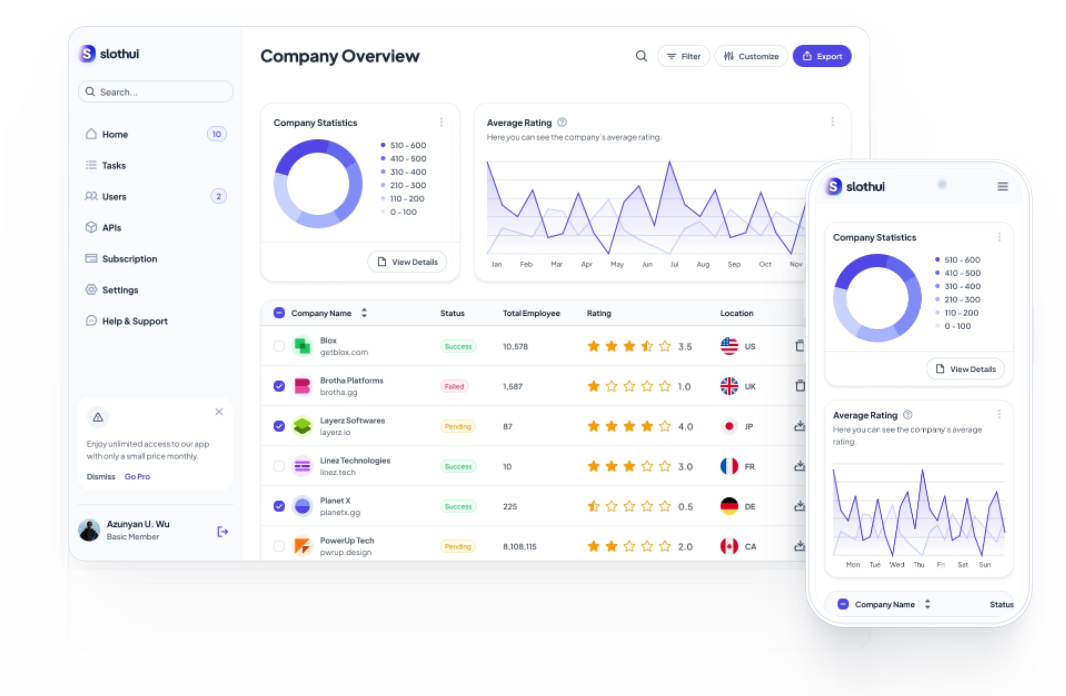 slothui
Search...
Home 10
Tasks
Users 2
APIs
Subscription
Settings
Help & Support
Enjoy unlimited access to our app
with only a small price monthly.
Dismiss Go Pro
Azunyan U. Wu
Basic Member
Company Overview
Filter Customize Export
Company Statistics
510 - 600
410 - 500
310 - 400
210 - 300
110 - 200
0 - 100
View Details
Average Rating
Here you can see the company's average rating.
Jan Feb Mar Apr May Jun Jul Aug Sep Oct Nov
Company Name Status Total Employee Rating Location
Blox
getblox.com
Success 10,578 3.5 US
Brotha Platforms
brotha.gg
Failed 1,587 1.0 UK
Layerz Softwares
layerz.io
Pending 87 4.0 JP
Linez Technologies
linez.tech
Success 10 3.0 FR
Planet X
planetx.gg
Success 225 0.5 DE
PowerUp Tech
pwrup.design
Pending 8,108,115 2.0 CA
slothui
Company Statistics
510 - 600
410 - 500
310 - 400
210 - 300
110 - 200
0 - 100
View Details
Average Rating
Here you can see the company's average
rating.
Mon Tue Wed Thu Fri Sat Sun
Company Name Status